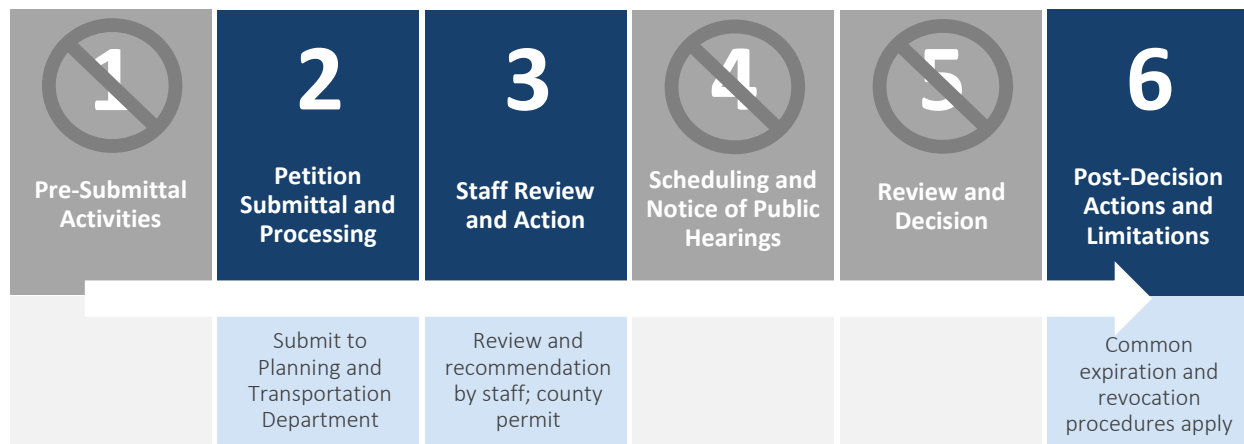 1
Pre-Submittal
Activities
2
Petition
Submittal and
Processing
Submit to
Planning and
Transportation
Department
3
Staff Review
and Action
Review and
recommendation
by staff; county
permit
4
Scheduling and
Notice of Public
Hearings
5
Review and
Decision
6
Post-Decision
Actions and
Limitations
Common
expiration and
revocation
procedures apply